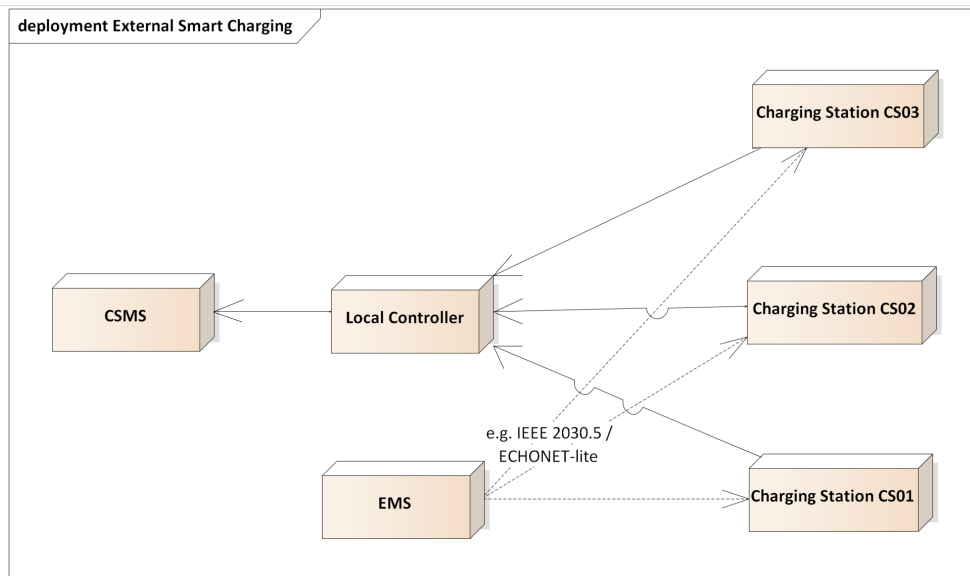 deployment External Smart Charging
Charging Station CS03
CSMS
Local Controller
Charging Station CS02
e.g. IEEE 2030.5 /
ECHONET-lite
EMS
Charging Station CS01